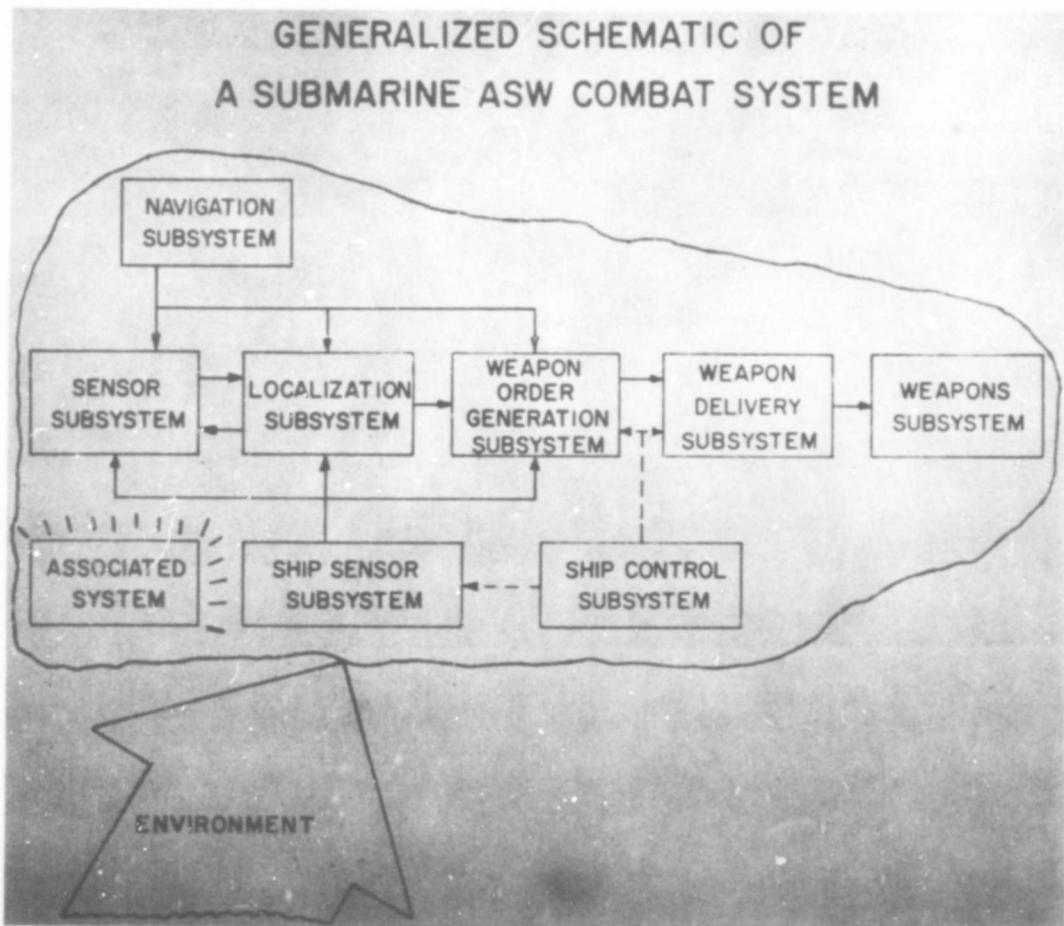 GENERALIZED SCHEMATIC OF
A SUBMARINE ASW COMBAT SYSTEM
NAVIGATION
SUBSYSTEM
SENSOR
SUBSYSTEM
LOCALIZATION
SUBSYSTEM
WEAPON
ORDER
GENERATION
SUBSYSTEM
WEAPON
DELIVERY
SUBSYSTEM
WEAPONS
SUBSYSTEM
ASSOCIATED
SYSTEM
SHIP SENSOR
SUBSYSTEM
SHIP CONTROL
SUBSYSTEM
ENVIRONMENT